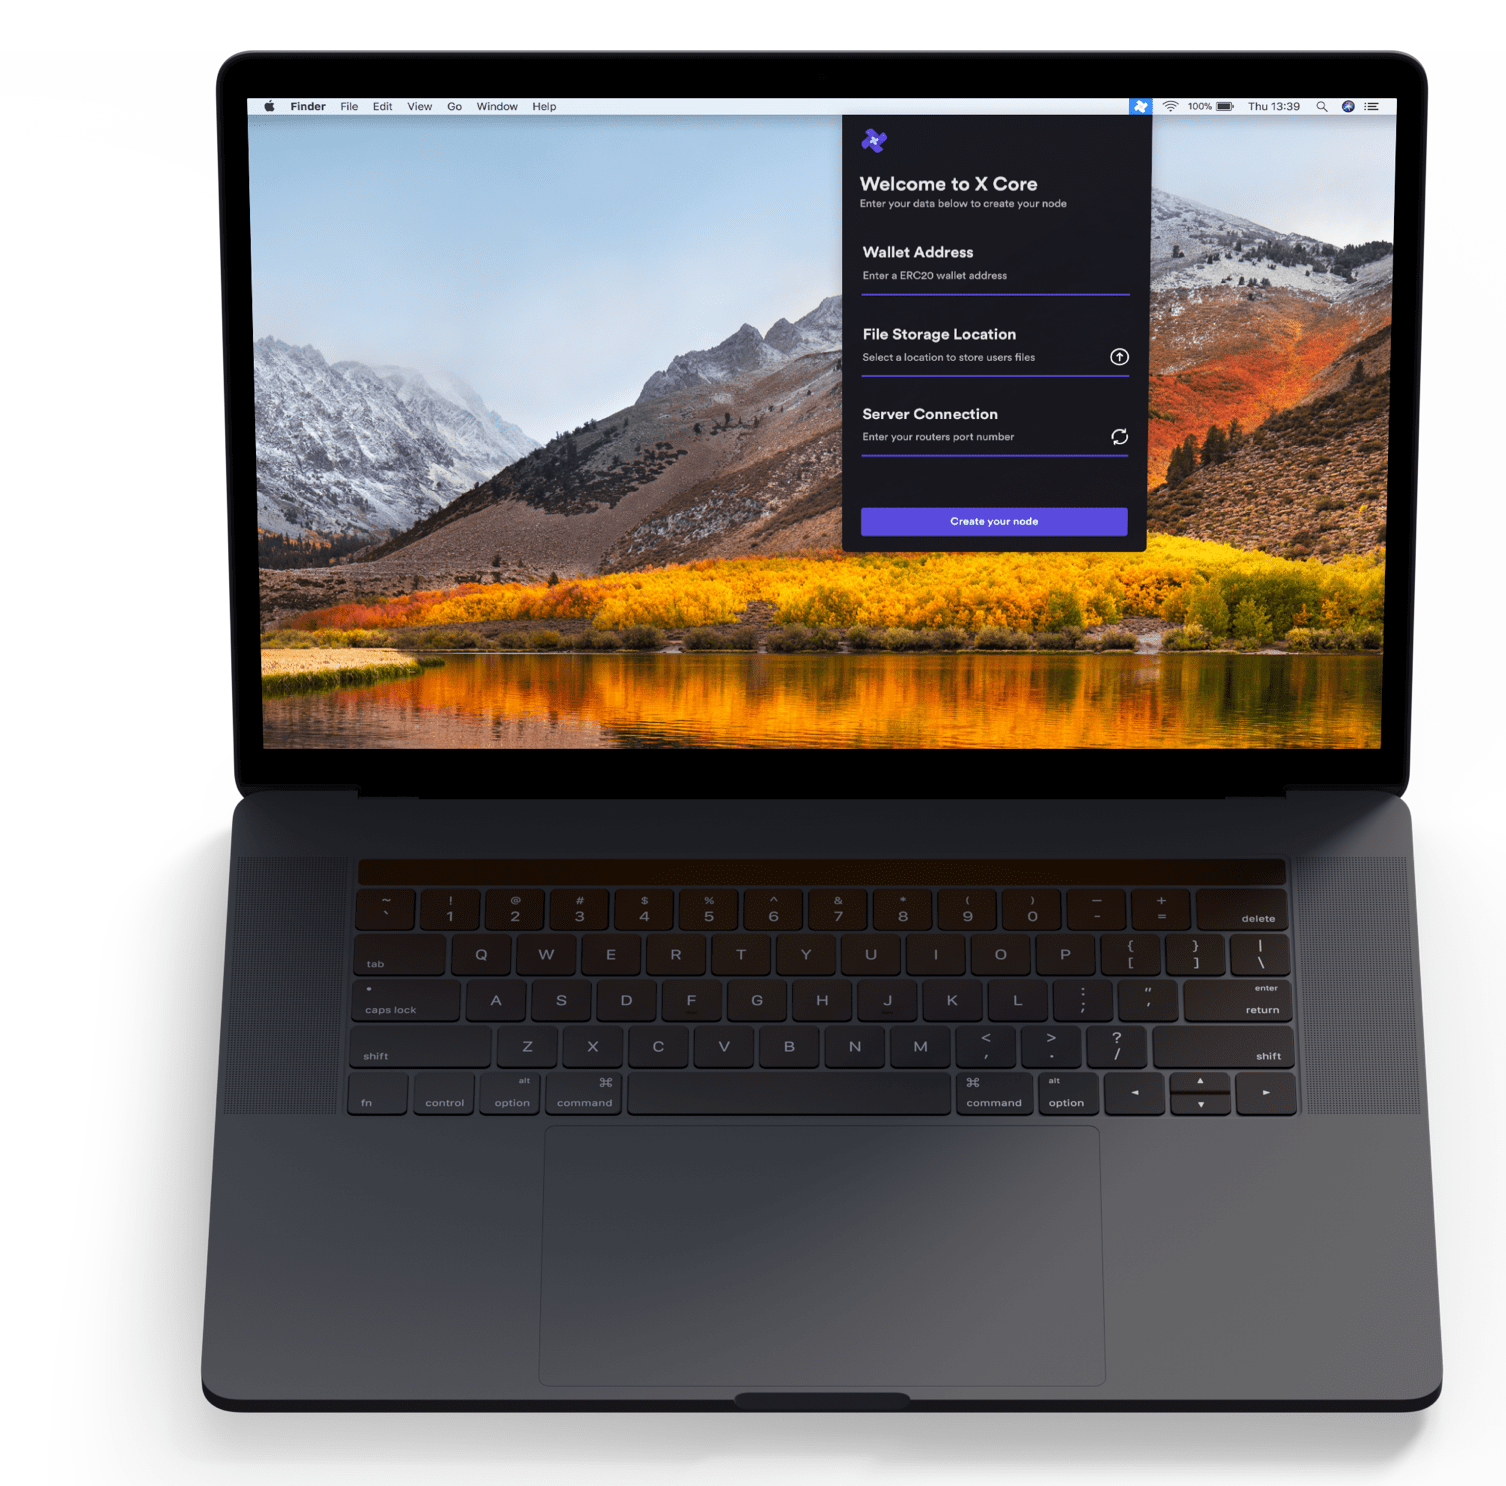 Finder File Edit View Go Window Help 100% Thu 13:39
Welcome to X Core
Enter your data below to create your node
Wallet Address
Enter a ERC20 wallet address
File Storage Location
Select a location to store users files
Server Connection
Enter your routers port number
Create your node
~ ! @ # $ % ^ & * ( ) — +
` 1 2 3 4 5 6 7 8 9 0 - = delete
tab Q W E R T Y U I O P { [ } ] | \
caps lock A S D F G H J K L : ; " ' enter return
shift Z X C V B N M < , > . ? / shift
fn control alt option ⌘ command ⌘ command alt option ◄ ▲ ▼ ►